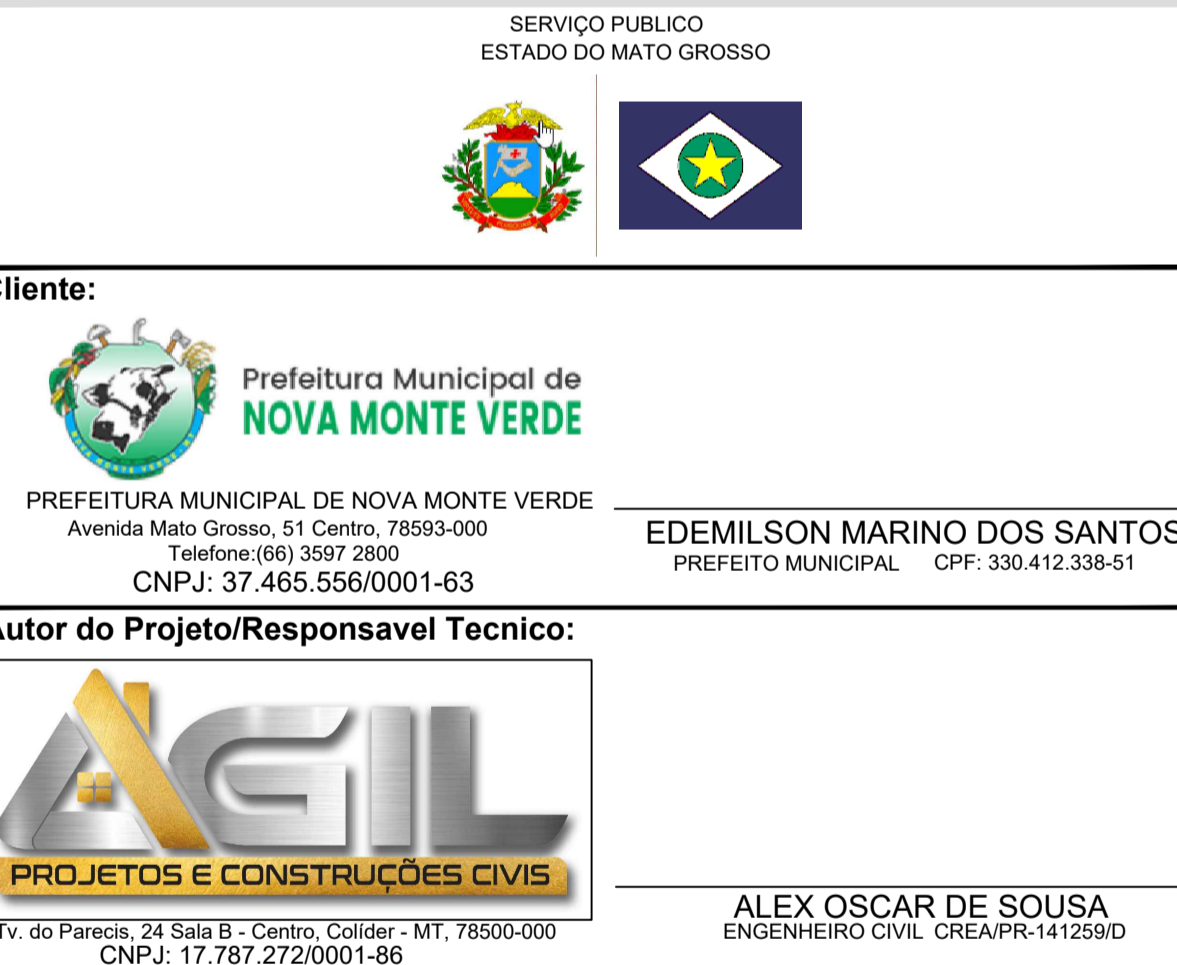 SERVIÇO PUBLICO
ESTADO DO MATO GROSSO
Cliente:
Prefeitura Municipal de
NOVA MONTE VERDE
PREFEITURA MUNICIPAL DE NOVA MONTE VERDE
Avenida Mato Grosso, 51 Centro, 78593-000
Telefone:(66) 3597 2800
CNPJ: 37.465.556/0001-63
EDEMILSON MARINO DOS SANTOS
PREFEITO MUNICIPAL CPF: 330.412.338-51
Autor do Projeto/Responsavel Tecnico:
ÁGIL
PROJETOS E CONSTRUÇÕES CIVIS
Tv. do Parecis, 24 Sala B - Centro, Colíder - MT, 78500-000
CNPJ: 17.787.272/0001-86
ALEX OSCAR DE SOUSA
ENGENHEIRO CIVIL CREA/PR-141259/D